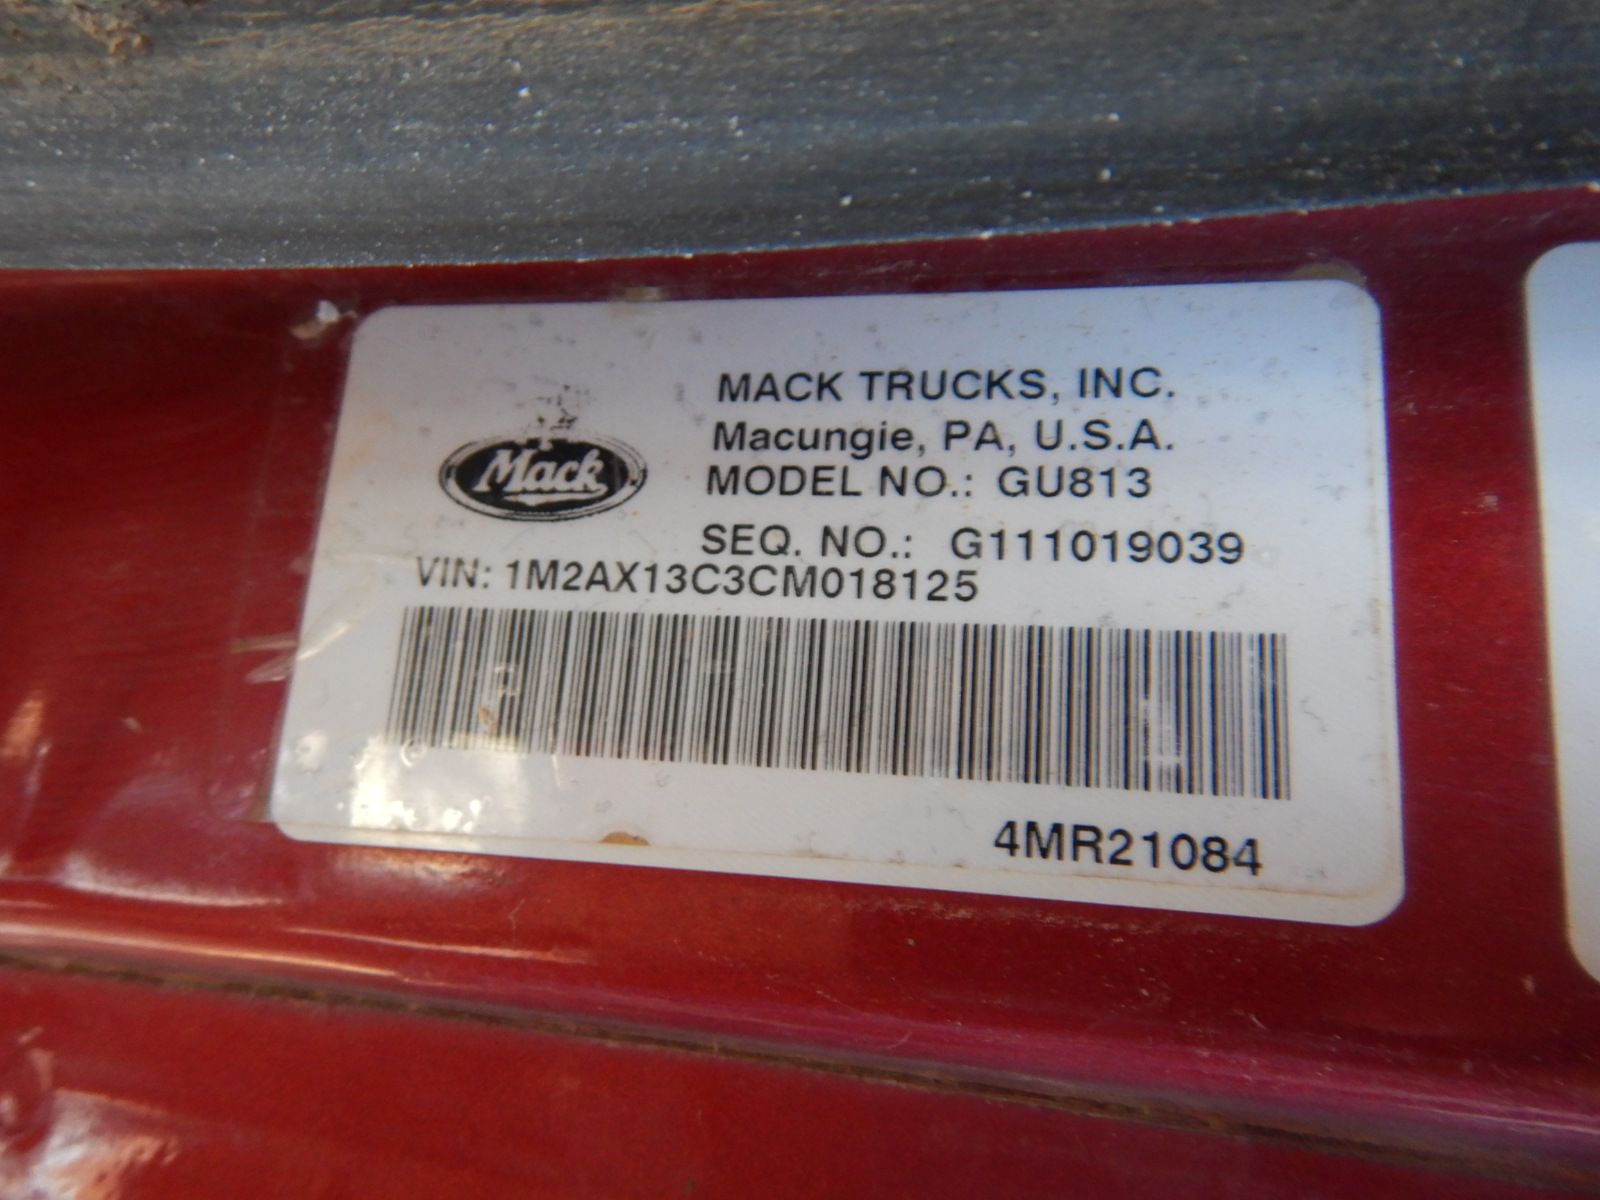 MACK TRUCKS, INC.
Macungie, PA, U.S.A.
Mack
MODEL NO.: GU813
SEQ. NO.: G111019039
VIN: 1M2AX13C3CM018125
4MR21084